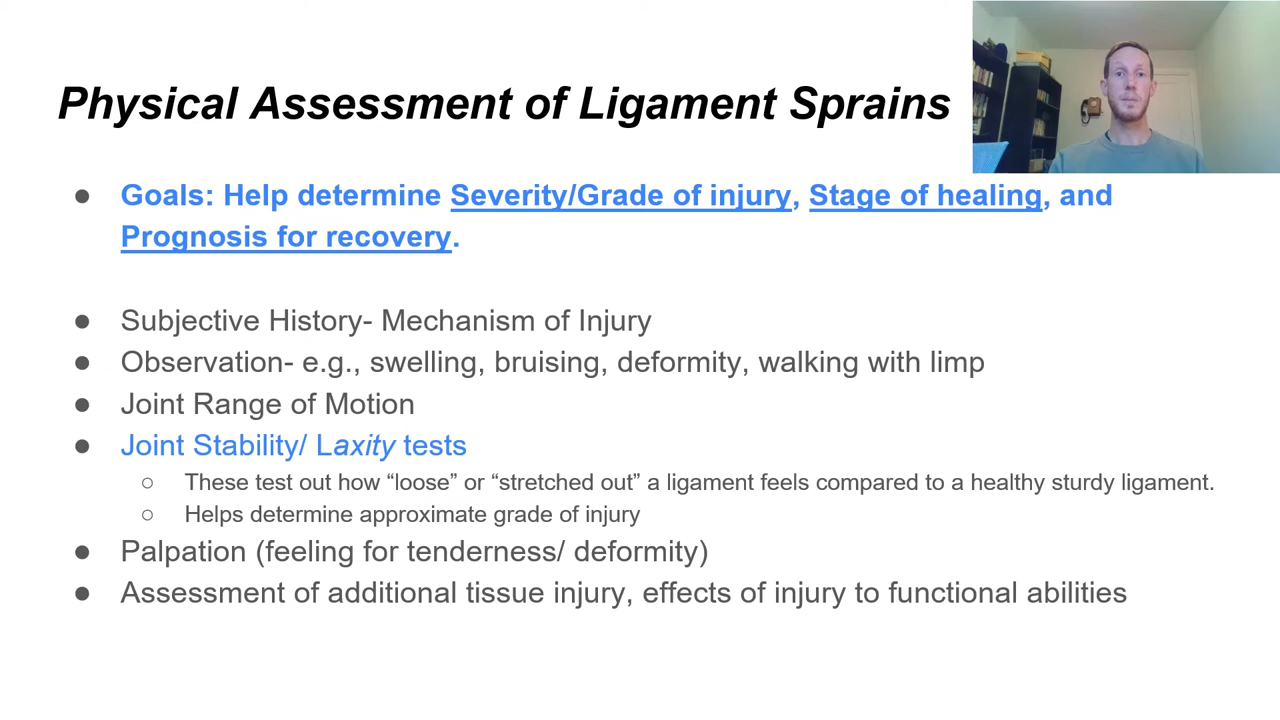 Physical Assessment of Ligament Sprains
● Goals: Help determine Severity/Grade of injury, Stage of healing, and
Prognosis for recovery.
● Subjective History- Mechanism of Injury
● Observation- e.g., swelling, bruising, deformity, walking with limp
● Joint Range of Motion
● Joint Stability/ Laxity tests
○ These test out how “loose” or “stretched out” a ligament feels compared to a healthy sturdy ligament.
○ Helps determine approximate grade of injury
● Palpation (feeling for tenderness/ deformity)
● Assessment of additional tissue injury, effects of injury to functional abilities